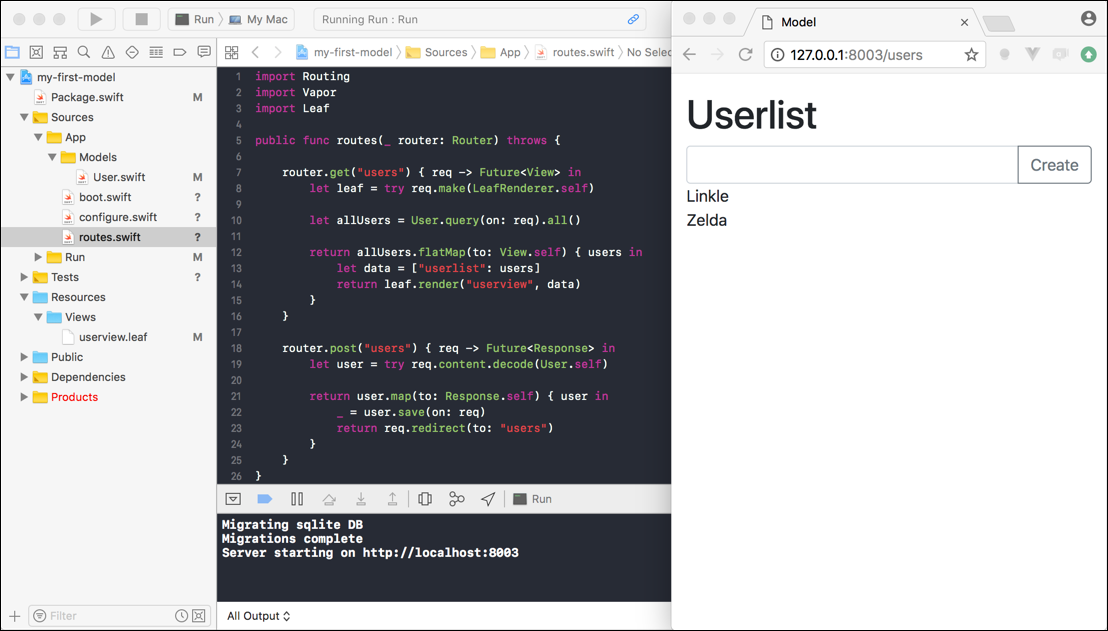 Run
My Mac
Running Run : Run
my-first-model
Package.swift M
Sources
App
Models
User.swift M
boot.swift ?
configure.swift ?
routes.swift ?
Run M
Tests ?
Resources
Views
userview.leaf M
Public
Dependencies
Products
Filter
my-first-model
Sources
App
routes.swift
No Selec
1 import Routing
2 import Vapor
3 import Leaf
4
5 public func routes(_ router: Router) throws {
6
7 router.get("users") { req -> Future<View> in
8 let leaf = try req.make(LeafRenderer.self)
9
10 let allUsers = User.query(on: req).all()
11
12 return allUsers.flatMap(to: View.self) { users in
13 let data = ["userlist": users]
14 return leaf.render("userview", data)
15 }
16 }
17
18 router.post("users") { req -> Future<Response> in
19 let user = try req.content.decode(User.self)
20
21 return user.map(to: Response.self) { user in
22 _ = user.save(on: req)
23 return req.redirect(to: "users")
24 }
25 }
26 }
Run
Migrating sqlite DB
Migrations complete
Server starting on http://localhost:8003
All Output
Model
127.0.0.1:8003/users
Userlist
Create
Linkle
Zelda